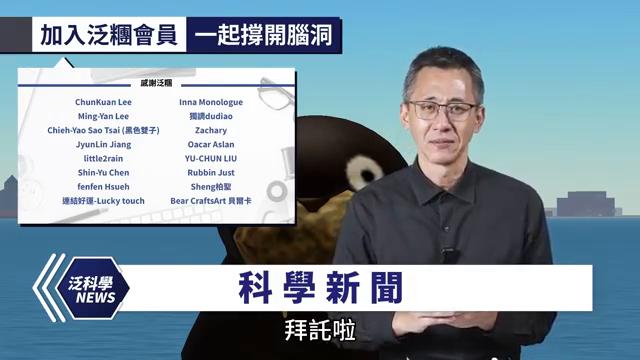 加入泛糰會員 一起撐開腦洞
感謝泛糰
ChunKuan Lee
Ming-Yan Lee
Chieh-Yao Sao Tsai (黑色雙子)
JyunLin Jiang
little2rain
Shin-Yu Chen
fenfen Hsueh
連結好運-Lucky touch
Inna Monologue
獨調dudiao
Zachary
Oacar Aslan
YU-CHUN LIU
Rubbin Just
Sheng柏聖
Bear CraftsArt 貝爾卡
泛科學
NEWS
科學新聞
拜託啦